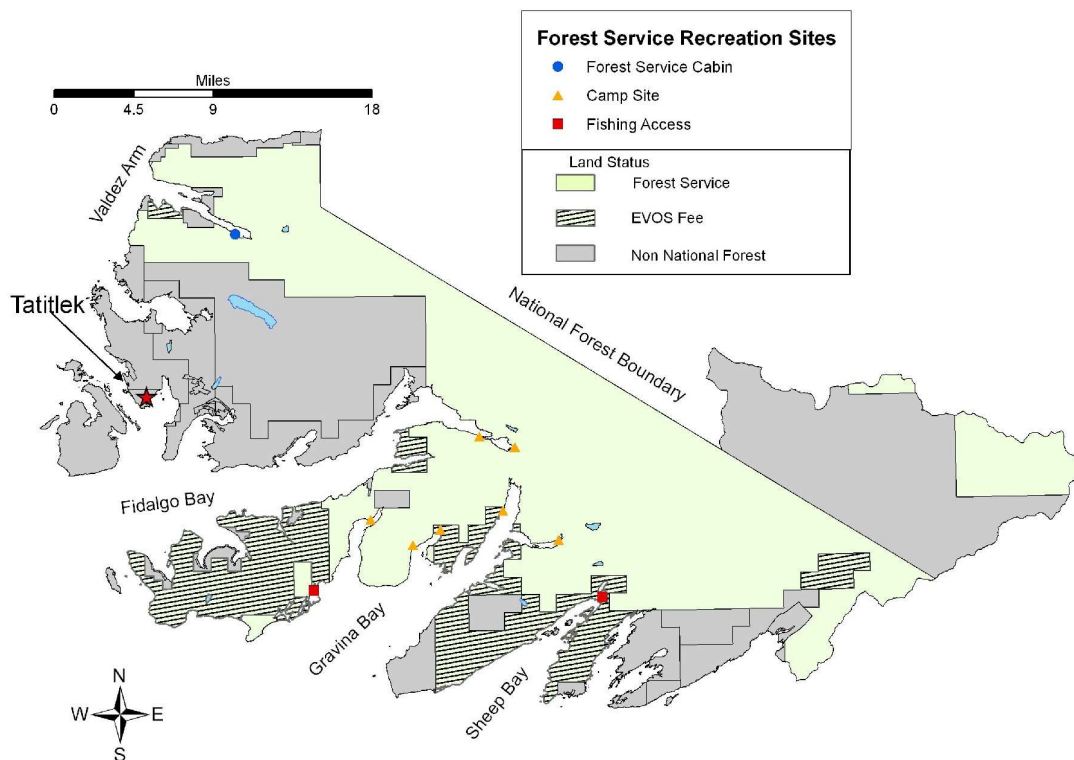 Forest Service Recreation Sites
Forest Service Cabin
Camp Site
Fishing Access
Land Status
Forest Service
EVOS Fee
Non National Forest
Miles
0 4.5 9 18
Valdez Arm
Tatitlek
National Forest Boundary
Fidalgo Bay
Gravina Bay
Sheep Bay
N
W E
S